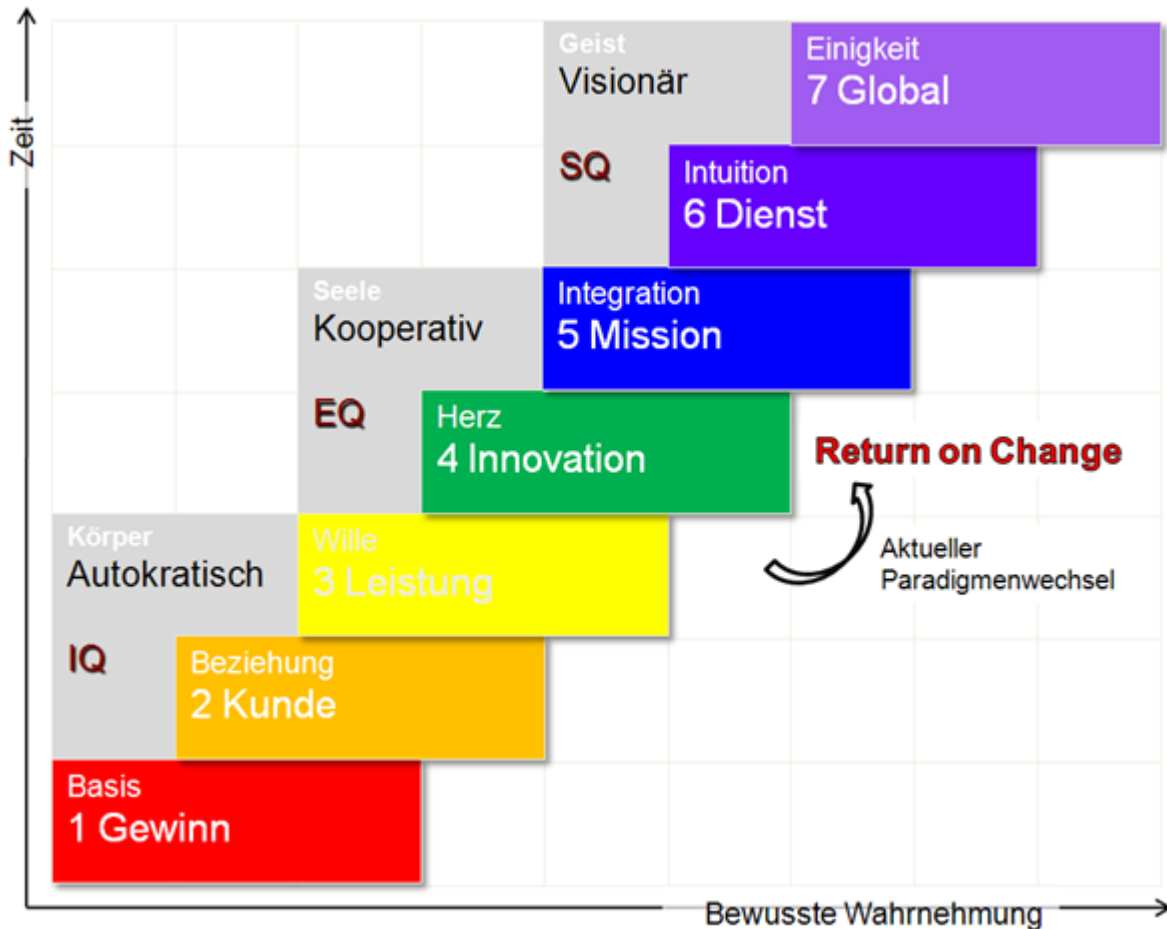 Zeit
Geist
Visionär
SQ
Einigkeit
7 Global
Intuition
6 Dienst
Seele
Kooperativ
EQ
Integration
5 Mission
Herz
4 Innovation
Return on Change
Aktueller
Paradigmenwechsel
Körper
Autokratisch
IQ
Wille
3 Leistung
Beziehung
2 Kunde
Basis
1 Gewinn
Bewusste Wahrnehmung